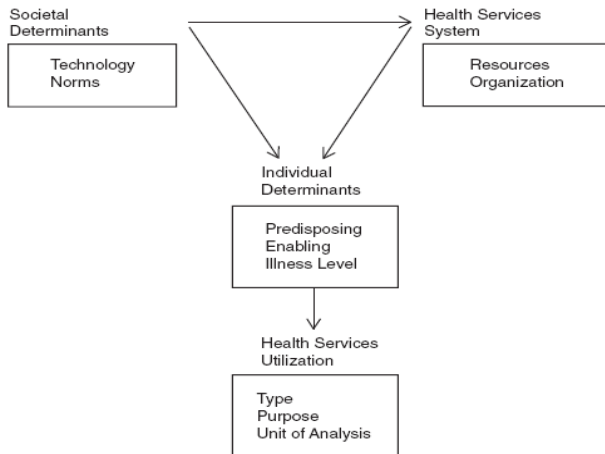 Societal
Determinants
Technology
Norms
Health Services
System
Resources
Organization
Individual
Determinants
Predisposing
Enabling
Illness Level
Health Services
Utilization
Type
Purpose
Unit of Analysis